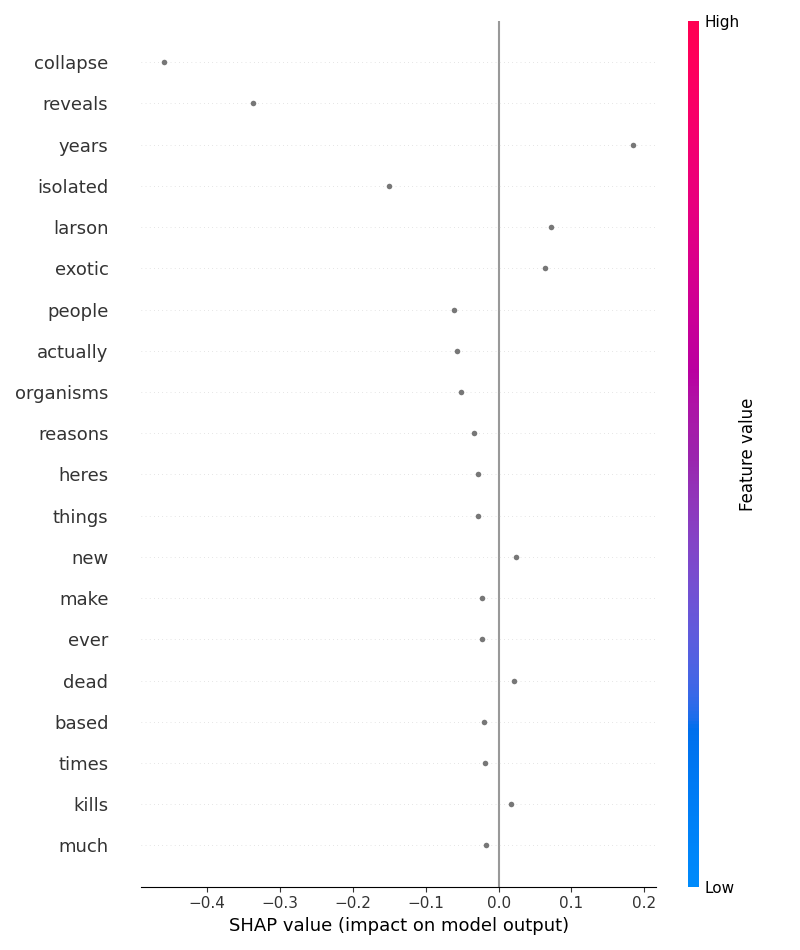 High
collapse
reveals
years
isolated
larson
exotic
people
actually
organisms
reasons
heres
things
new
make
ever
dead
based
times
kills
much
Feature value
Low
−0.4 −0.3 −0.2 −0.1 0.0 0.1 0.2
SHAP value (impact on model output)